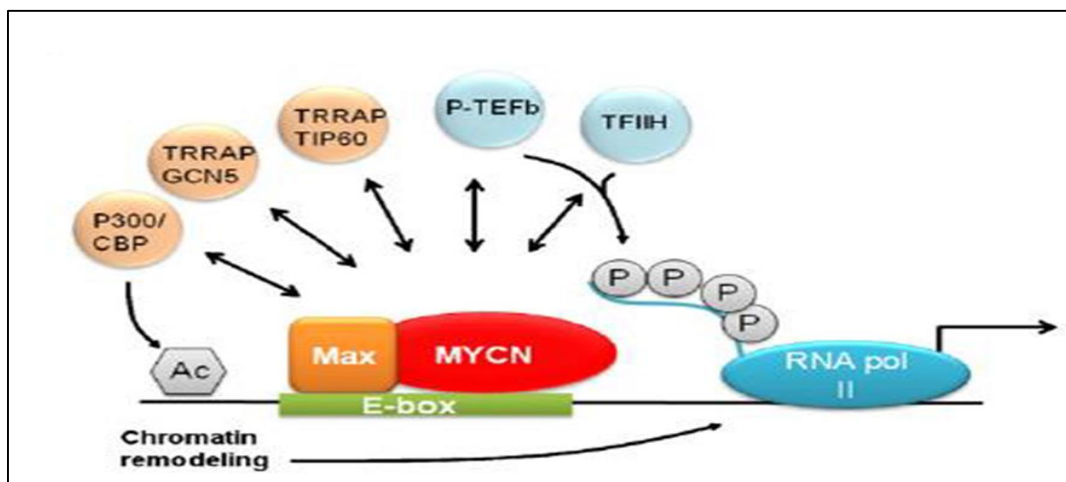 P-TEFb
TFIIH
TRRAP
TIP60
TRRAP
GCN5
P300/
CBP
P
P
P
P
Max
MYCN
RNA pol
II
Ac
E-box
Chromatin
remodeling